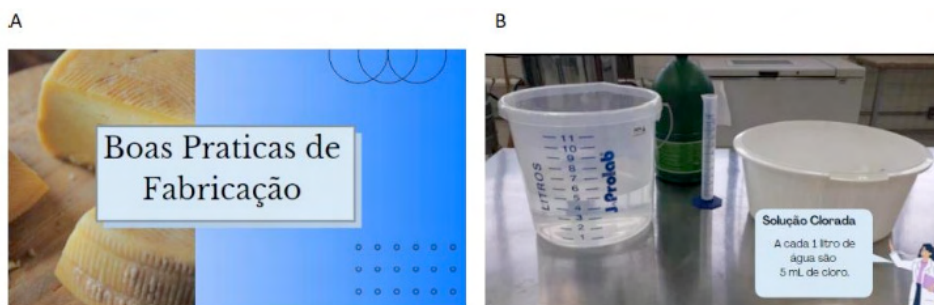 A
B
Boas Praticas de
Fabricação
11
10
9
8
7
6
5
4
3
2
1
LITROS
J-Prolab
Solução Clorada
A cada 1 litro de
água são
5 mL de cloro.